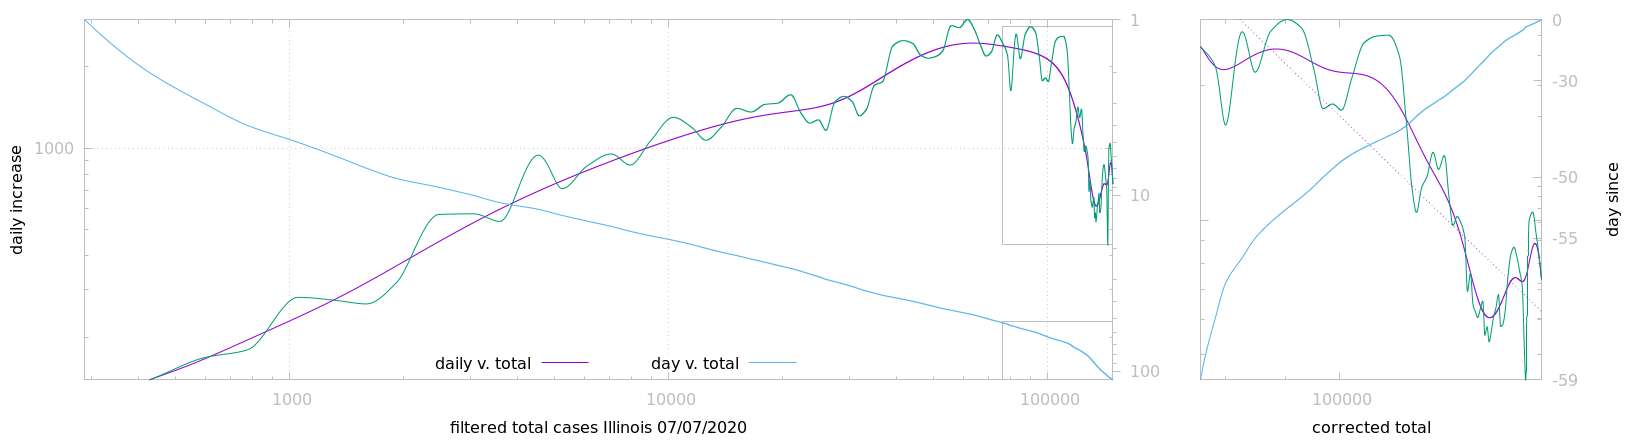 1
0
-30
daily increase
1000
-50
10
day since
-55
daily v. total
day v. total
100
-59
1000
10000
100000
100000
filtered total cases Illinois 07/07/2020
corrected total